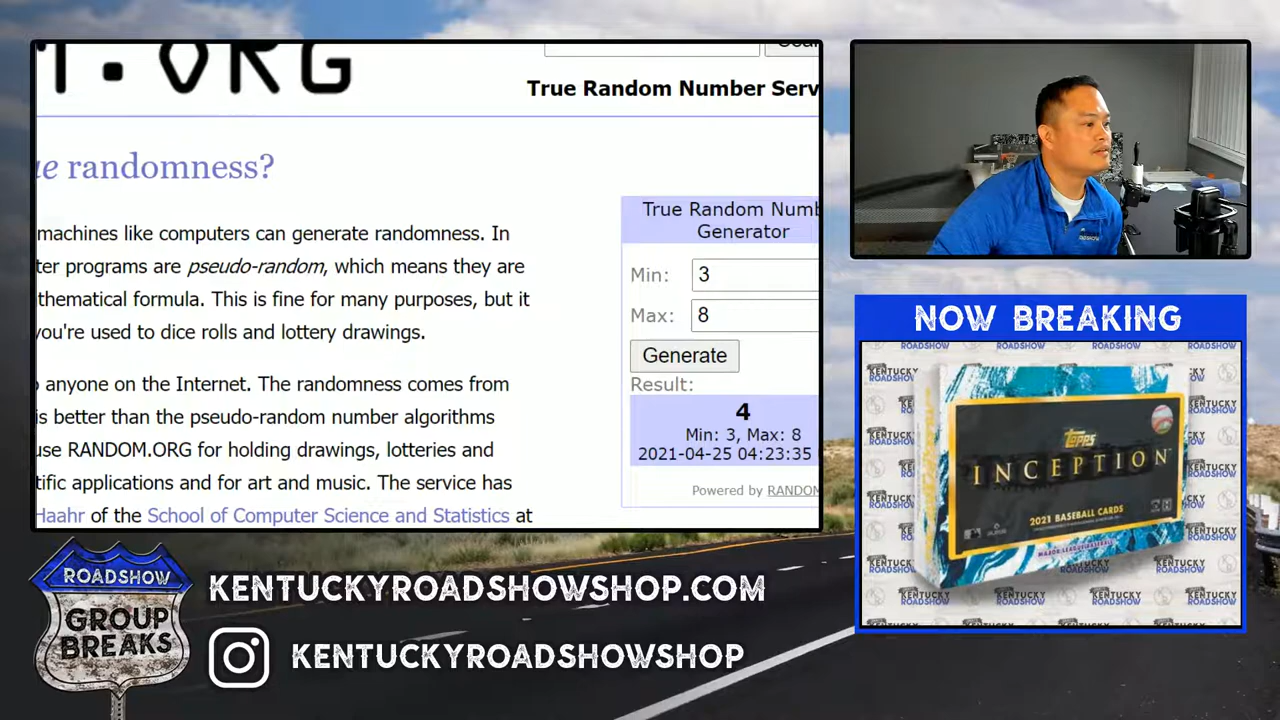 T.ORG
True Random Number Serv
ue randomness?
machines like computers can generate randomness. In
ter programs are pseudo-random, which means they are
thematical formula. This is fine for many purposes, but it
you're used to dice rolls and lottery drawings.
anyone on the Internet. The randomness comes from
is better than the pseudo-random number algorithms
use RANDOM.ORG for holding drawings, lotteries and
tific applications and for art and music. The service has
Haahr of the School of Computer Science and Statistics at
True Random Numb
Generator
Min: 3
Max: 8
Generate
Result:
4
Min: 3, Max: 8
2021-04-25 04:23:35
Powered by RANDOM
NOW BREAKING
KENTUCKY
ROADSHOW
Topps
INCEPTION
2021 BASEBALL CARDS
MAJOR LEAGUE BASEBALL
ROADSHOW
GROUP
BREAKS
KENTUCKYROADSHOWSHOP.COM
KENTUCKYROADSHOWSHOP